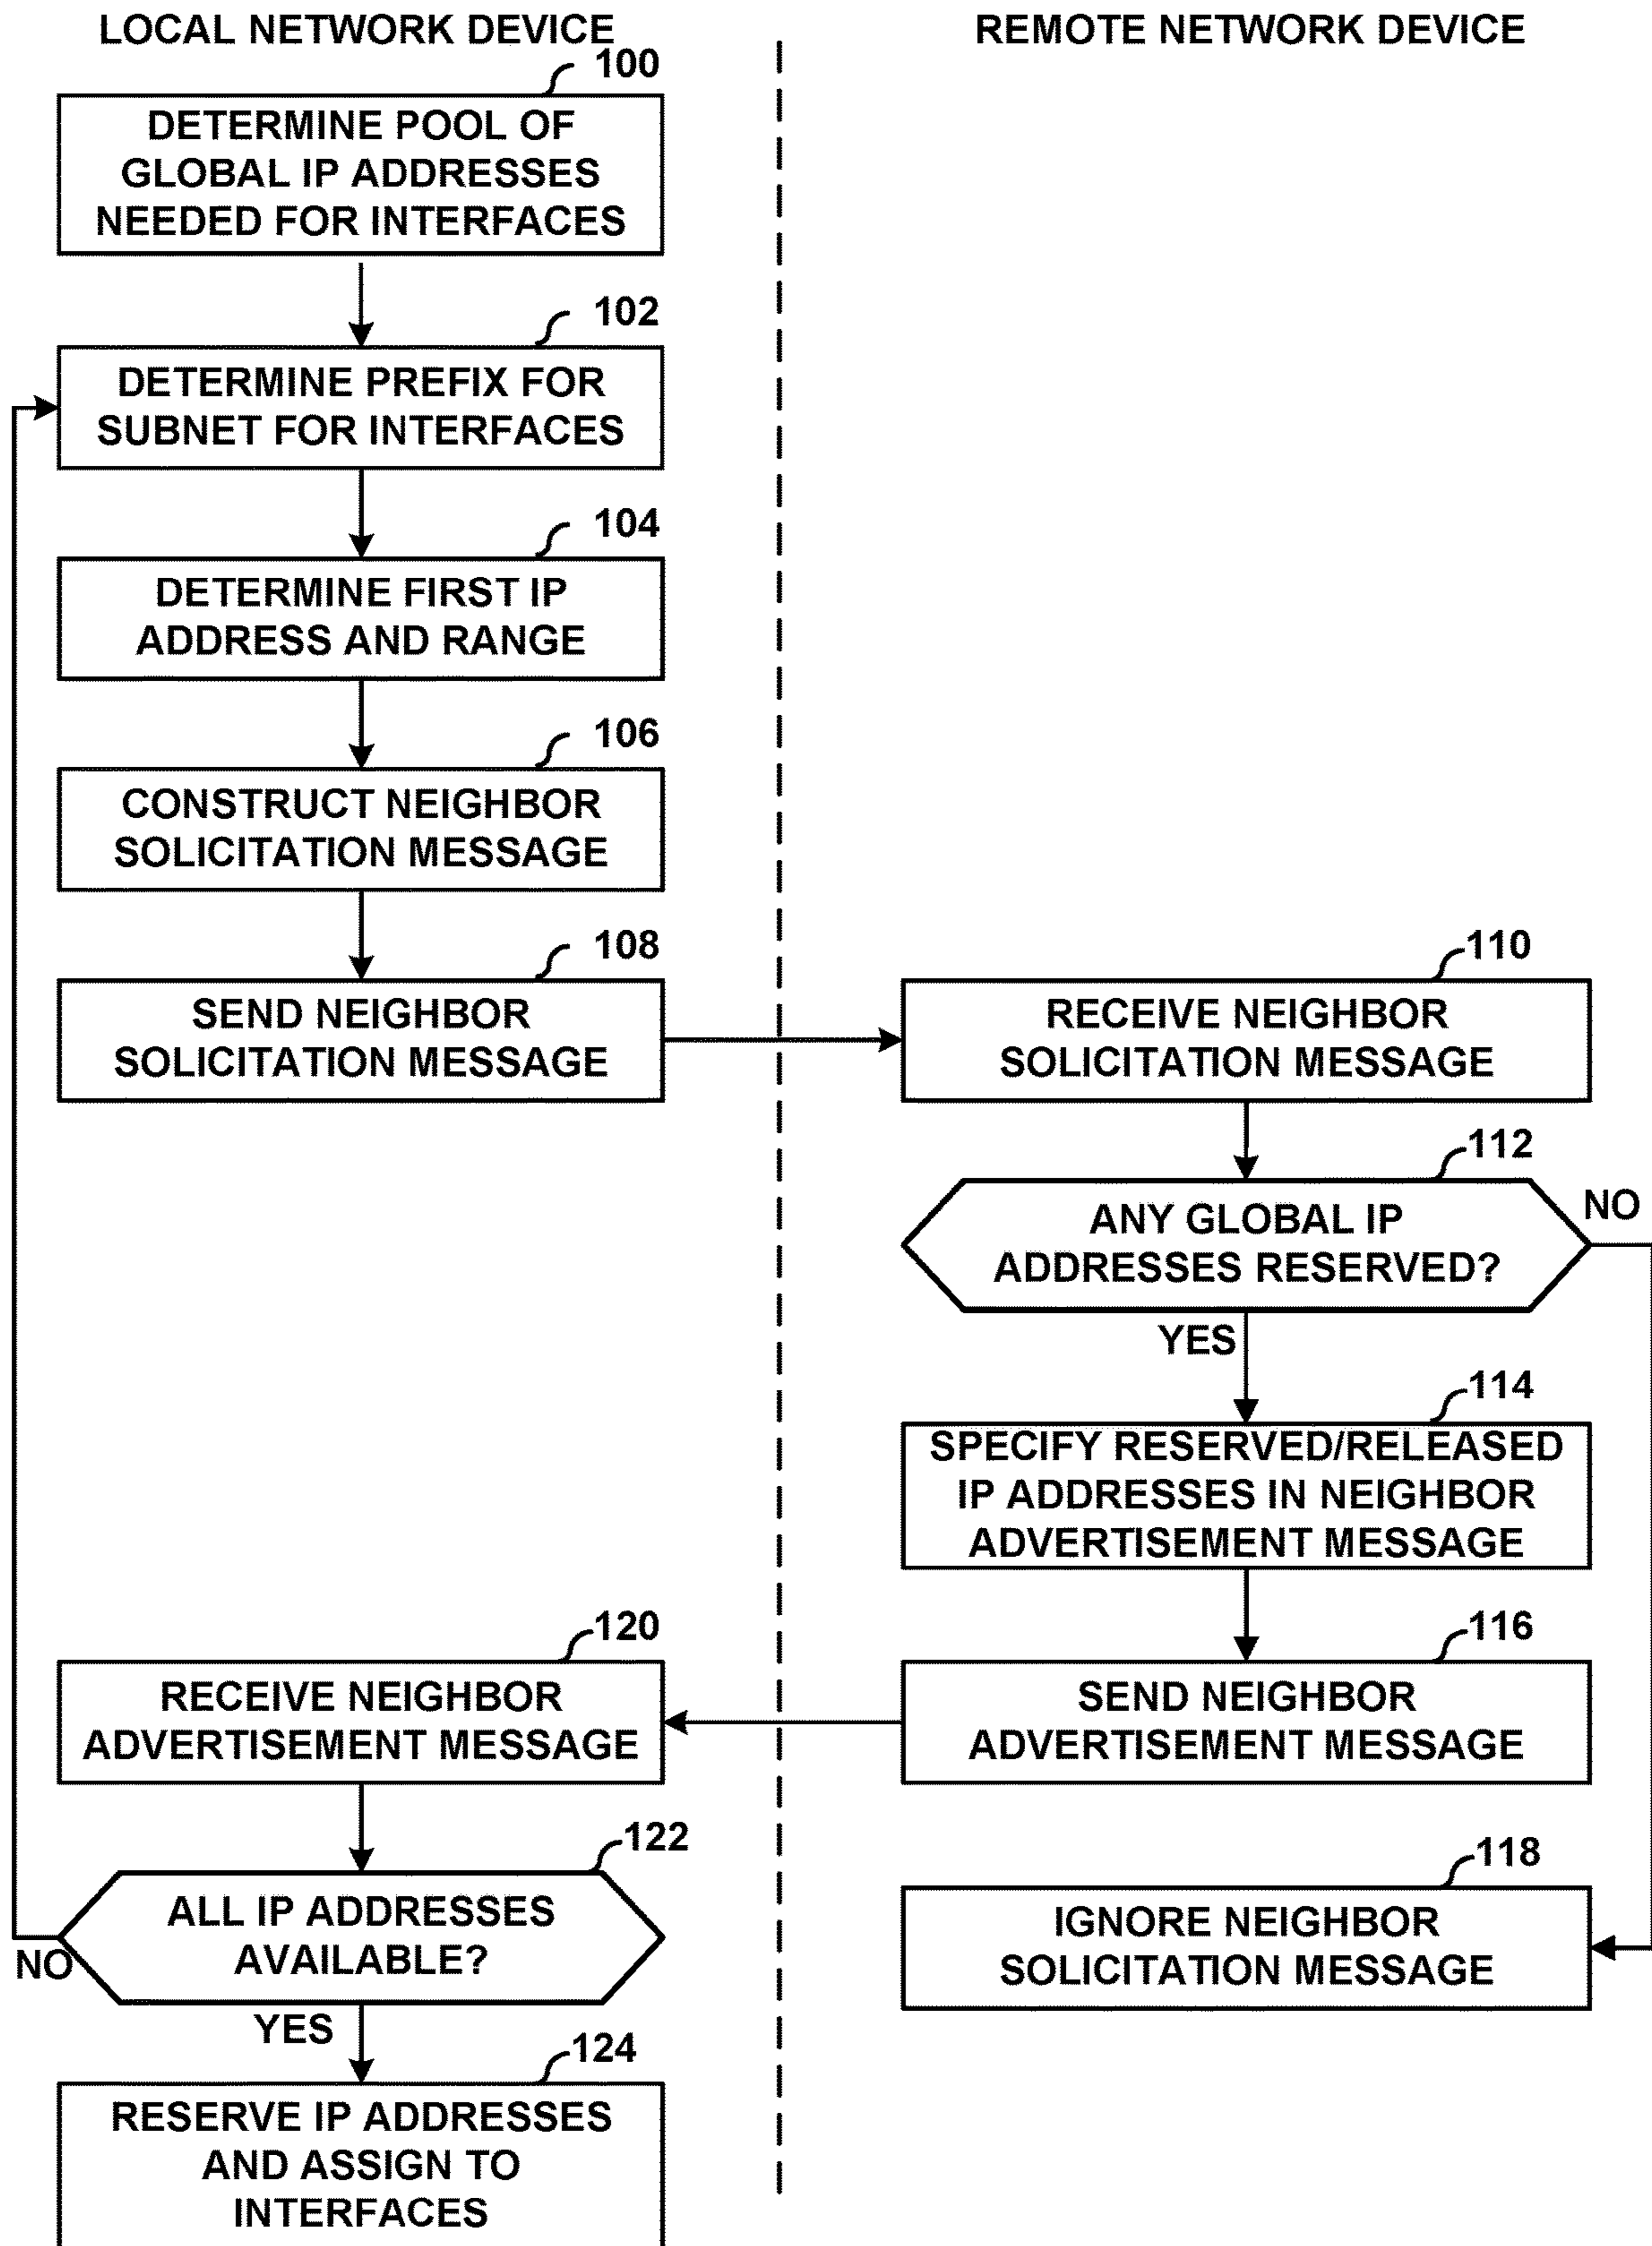 LOCAL NETWORK DEVICE
REMOTE NETWORK DEVICE
100
DETERMINE POOL OF
GLOBAL IP ADDRESSES
NEEDED FOR INTERFACES
102
DETERMINE PREFIX FOR
SUBNET FOR INTERFACES
104
DETERMINE FIRST IP
ADDRESS AND RANGE
106
CONSTRUCT NEIGHBOR
SOLICITATION MESSAGE
108
SEND NEIGHBOR
SOLICITATION MESSAGE
110
RECEIVE NEIGHBOR
SOLICITATION MESSAGE
112
ANY GLOBAL IP
ADDRESSES RESERVED?
NO
YES
114
SPECIFY RESERVED/RELEASED
IP ADDRESSES IN NEIGHBOR
ADVERTISEMENT MESSAGE
116
SEND NEIGHBOR
ADVERTISEMENT MESSAGE
118
IGNORE NEIGHBOR
SOLICITATION MESSAGE
120
RECEIVE NEIGHBOR
ADVERTISEMENT MESSAGE
122
ALL IP ADDRESSES
AVAILABLE?
NO
YES
124
RESERVE IP ADDRESSES
AND ASSIGN TO
INTERFACES